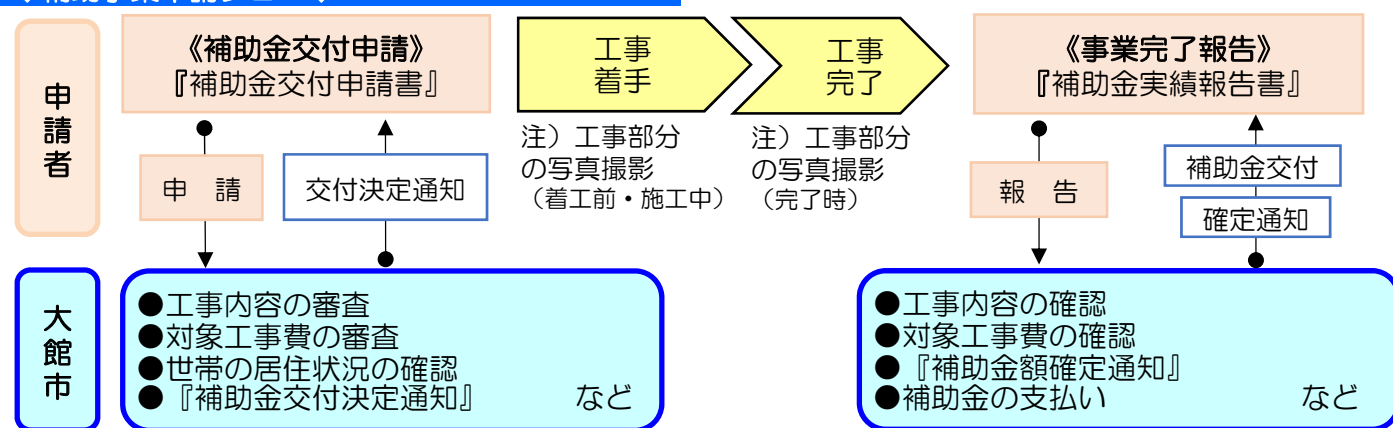 申請者
《補助金交付申請》
『補助金交付申請書』
工事
着手
工事
完了
《事業完了報告》
『補助金実績報告書』
注）工事部分
の写真撮影
（着工前・施工中）
注）工事部分
の写真撮影
（完了時）
申　請
交付決定通知
報　告
補助金交付
確定通知
大館市
●工事内容の審査
●対象工事費の審査
●世帯の居住状況の確認
●『補助金交付決定通知』　　　など
●工事内容の確認
●対象工事費の確認
●『補助金額確定通知』
●補助金の支払い　　　など